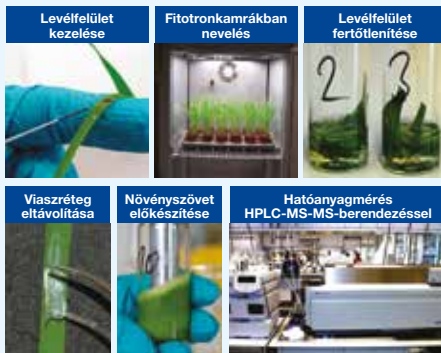 Levélfelület
kezelése
Fitotronkamrákban
nevelés
Levélfelület
fertőtlenítése
2 3
Viaszréteg
eltávolítása
Növényszövet
előkészítése
Hatóanyagmérés
HPLC-MS-MS-berendezéssel